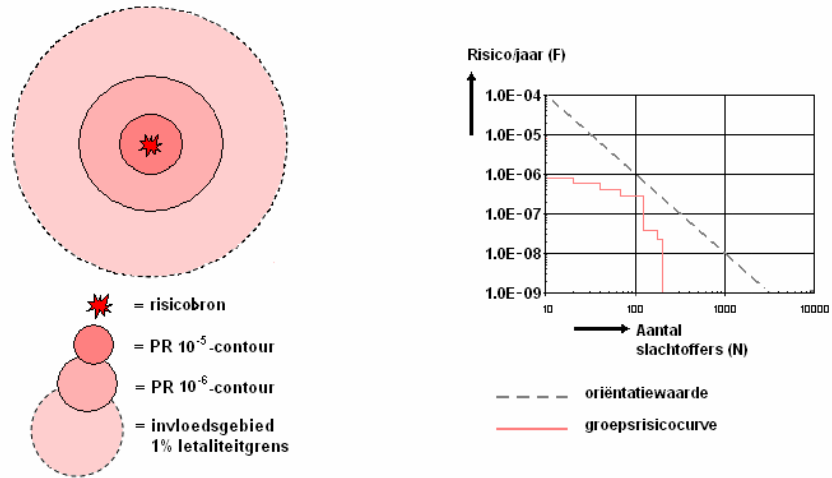 = risicobron
= PR 10⁻⁵-contour
= PR 10⁻⁶-contour
= invloedsgebied
1% letaliteitgrens
Risico/jaar (F)
1.0E-04
1.0E-05
1.0E-06
1.0E-07
1.0E-08
1.0E-09
10 100 1000 10000
Aantal
slachtoffers (N)
oriëntatiewaarde
groepsrisicocurve